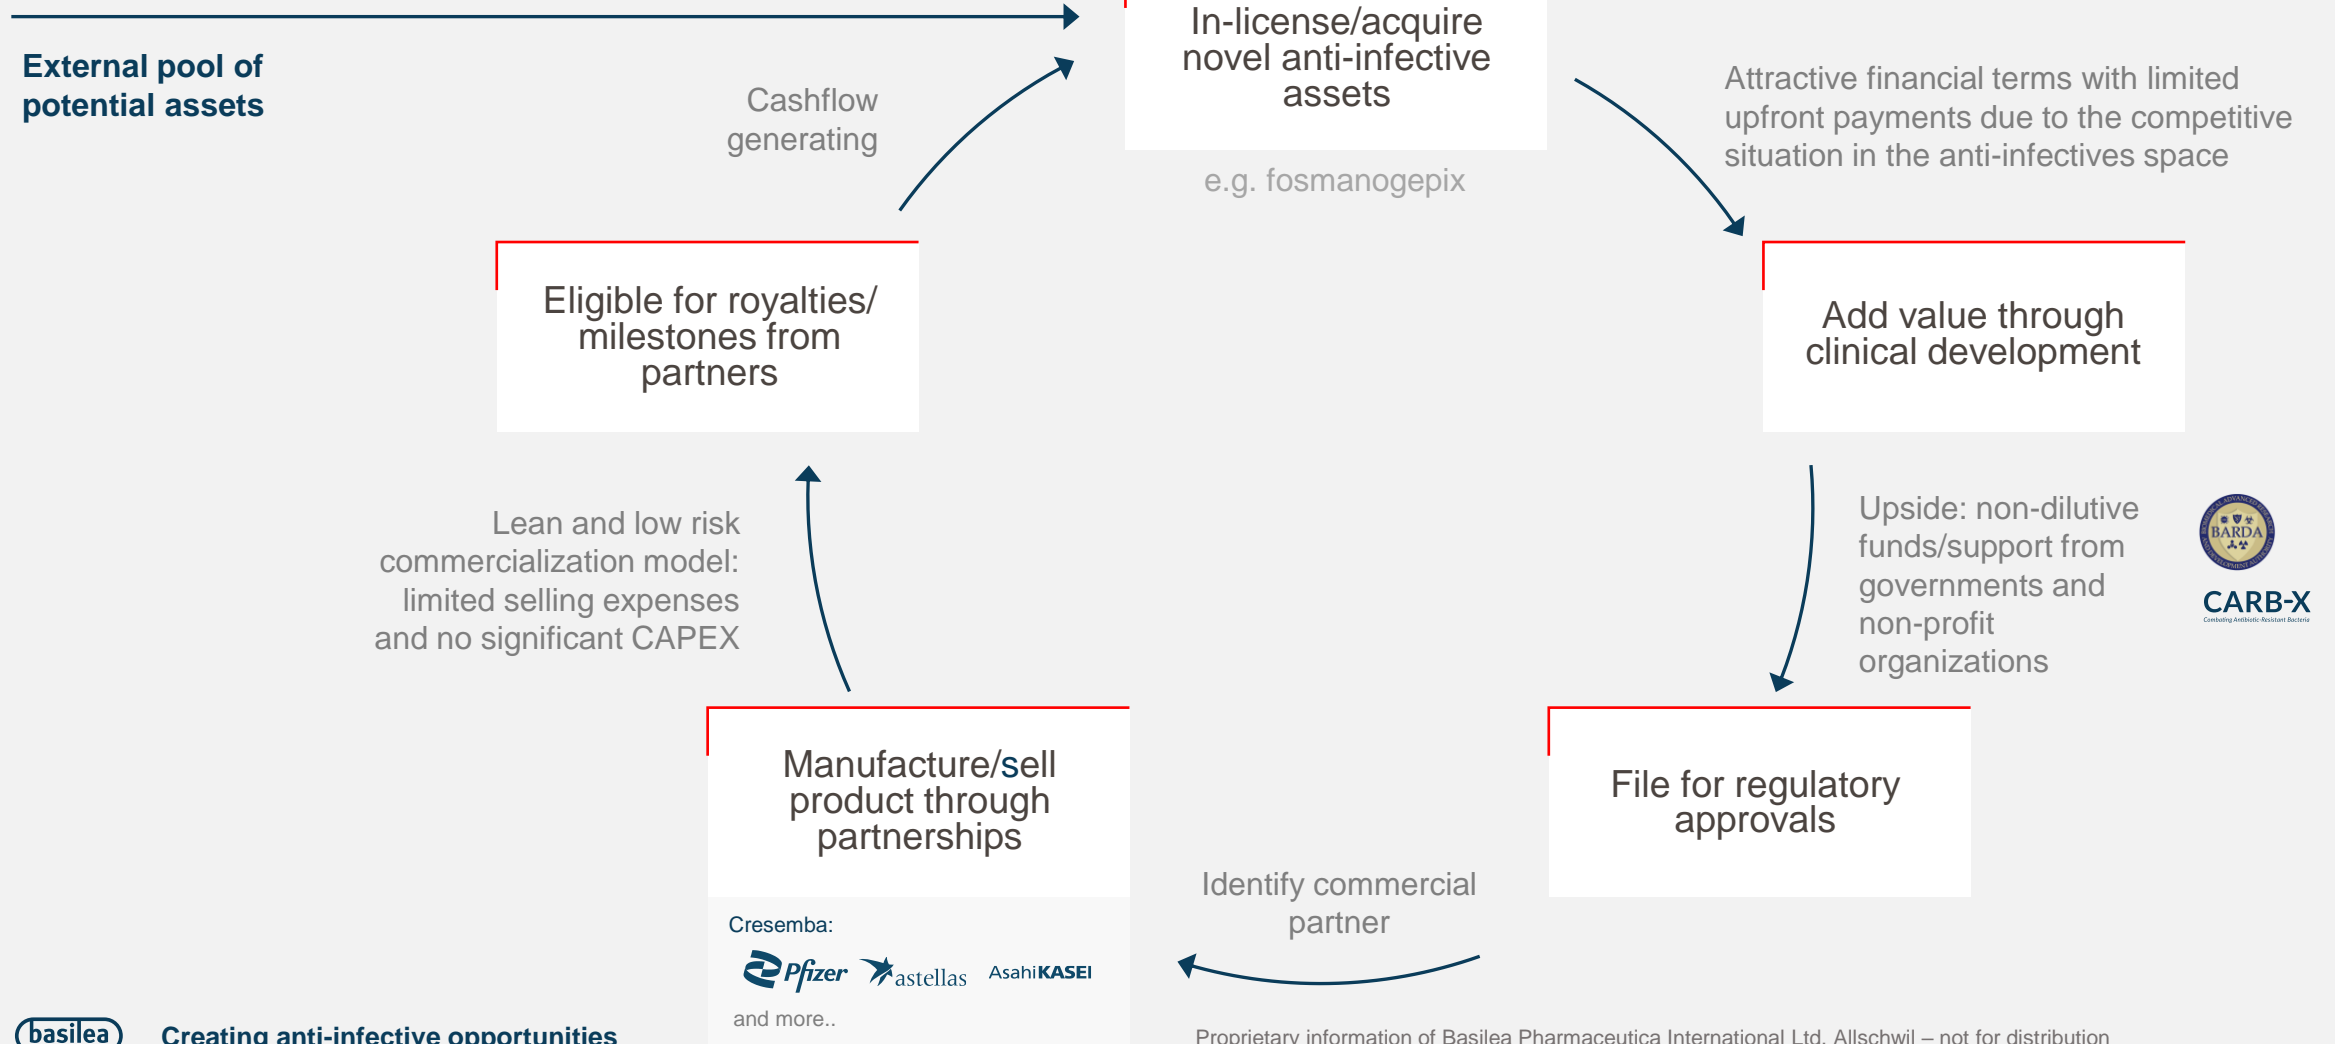 In-license/acquire
novel anti-infective
assets
External pool of
potential assets
Cashflow
generating
e.g. fosmanogepix
Attractive financial terms with limited
upfront payments due to the competitive
situation in the anti-infectives space
Eligible for royalties/
milestones from
partners
Add value through
clinical development
Lean and low risk
commercialization model:
limited selling expenses
and no significant CAPEX
Upside: non-dilutive
funds/support from
governments and
non-profit
organizations
BARDA
CARB-X
Combating Antibiotic-Resistant Bacteria
Manufacture/sell
product through
partnerships
File for regulatory
approvals
Identify commercial
partner
Cresemba:
Pfizer astellas AsahiKASEI
and more..
basilea
Creating anti-infective opportunities
Proprietary information of Basilea Pharmaceutica International Ltd, Allschwil – not for distribution